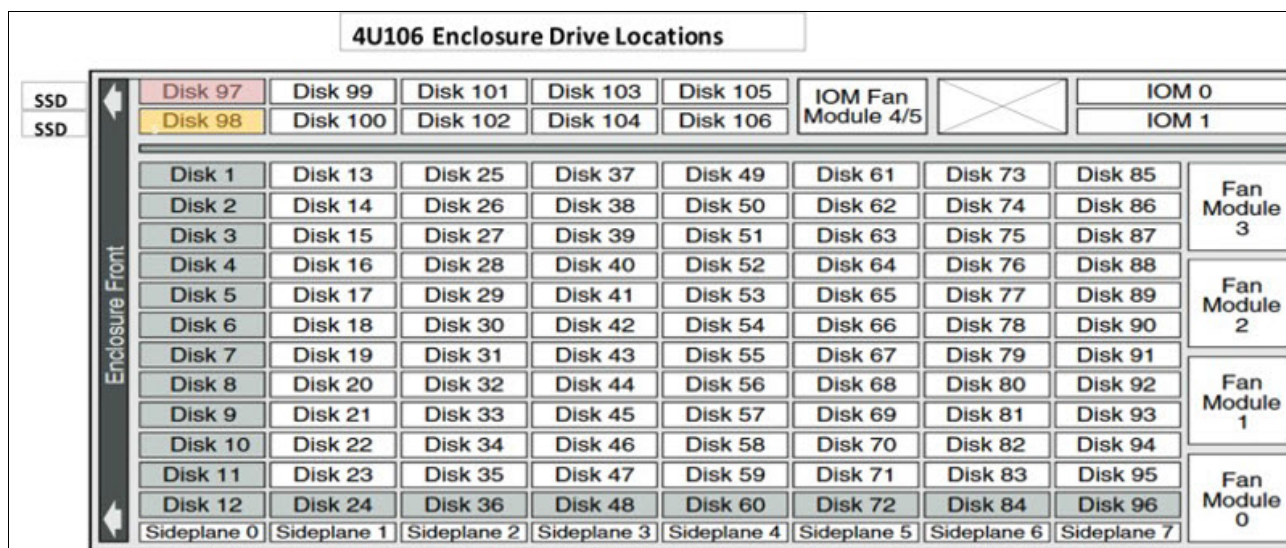 4U106 Enclosure Drive Locations
SSD Disk 97 Disk 99 Disk 101 Disk 103 Disk 105 IOM Fan Module 4/5 IOM 0
SSD Disk 98 Disk 100 Disk 102 Disk 104 Disk 106 IOM 1
Enclosure Front
Disk 1 Disk 13 Disk 25 Disk 37 Disk 49 Disk 61 Disk 73 Disk 85
Disk 2 Disk 14 Disk 26 Disk 38 Disk 50 Disk 62 Disk 74 Disk 86
Disk 3 Disk 15 Disk 27 Disk 39 Disk 51 Disk 63 Disk 75 Disk 87
Disk 4 Disk 16 Disk 28 Disk 40 Disk 52 Disk 64 Disk 76 Disk 88
Disk 5 Disk 17 Disk 29 Disk 41 Disk 53 Disk 65 Disk 77 Disk 89
Disk 6 Disk 18 Disk 30 Disk 42 Disk 54 Disk 66 Disk 78 Disk 90
Disk 7 Disk 19 Disk 31 Disk 43 Disk 55 Disk 67 Disk 79 Disk 91
Disk 8 Disk 20 Disk 32 Disk 44 Disk 56 Disk 68 Disk 80 Disk 92
Disk 9 Disk 21 Disk 33 Disk 45 Disk 57 Disk 69 Disk 81 Disk 93
Disk 10 Disk 22 Disk 34 Disk 46 Disk 58 Disk 70 Disk 82 Disk 94
Disk 11 Disk 23 Disk 35 Disk 47 Disk 59 Disk 71 Disk 83 Disk 95
Disk 12 Disk 24 Disk 36 Disk 48 Disk 60 Disk 72 Disk 84 Disk 96
Sideplane 0 Sideplane 1 Sideplane 2 Sideplane 3 Sideplane 4 Sideplane 5 Sideplane 6 Sideplane 7
Fan
Module
3
Fan
Module
2
Fan
Module
1
Fan
Module
0